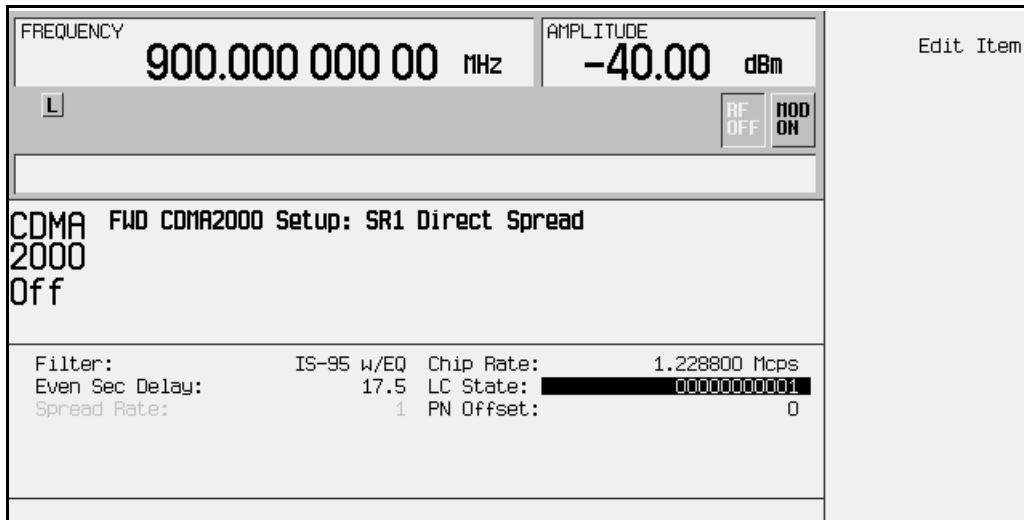 FREQUENCY
900.000 000 00 MHz
AMPLITUDE
-40.00 dBm
Edit Item
L
RF
OFF
MOD
ON
CDMA
2000
Off
FWD CDMA2000 Setup: SR1 Direct Spread
Filter: IS-95 w/EQ Chip Rate: 1.228800 Mcps
Even Sec Delay: 17.5 LC State: 00000000001
Spread Rate: 1 PN Offset: 0